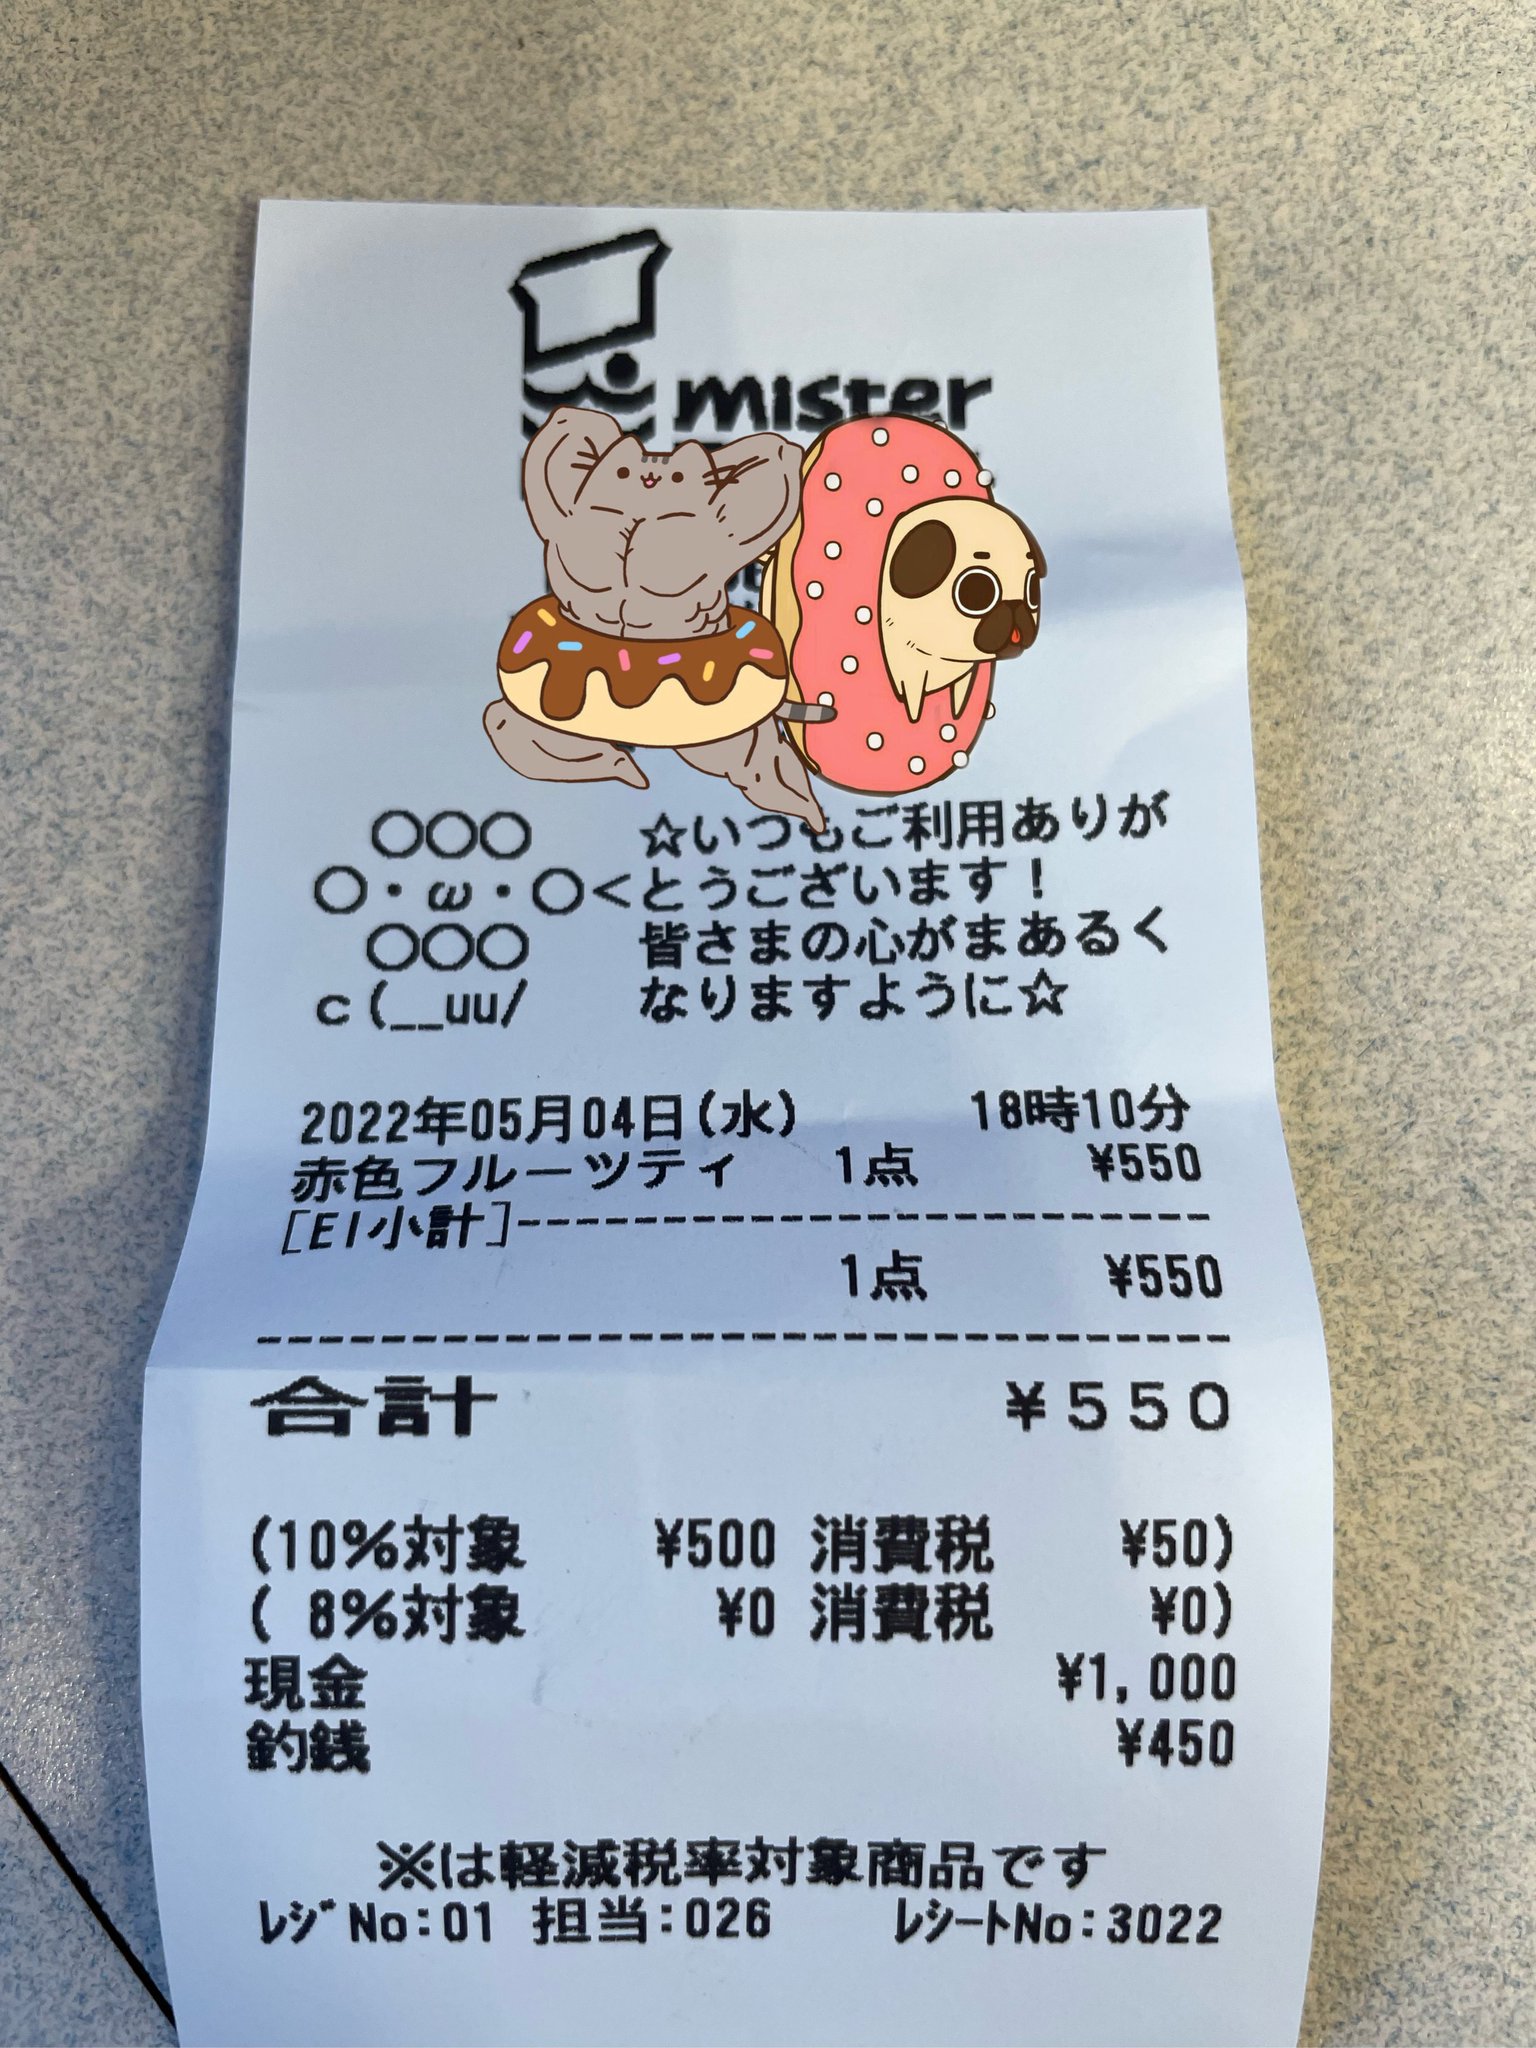 mister
○○○ ☆いつもご利用ありが
○・ω・○<とうございます!
○○○ 皆さまの心がまあるく
c(__uu/ なりますように☆
2022年05月04日(水) 18時10分
赤色フルーツティ 1点 ¥550
[EI小計]--------------------------
1点 ¥550
--------------------------------
合計 ¥550
(10%対象 ¥500 消費税 ¥50)
( 8%対象 ¥0 消費税 ¥0)
現金 ¥1,000
釣銭 ¥450
※は軽減税率対象商品です
ﾚｼﾞNo:01 担当:026 ﾚｼｰﾄNo:3022